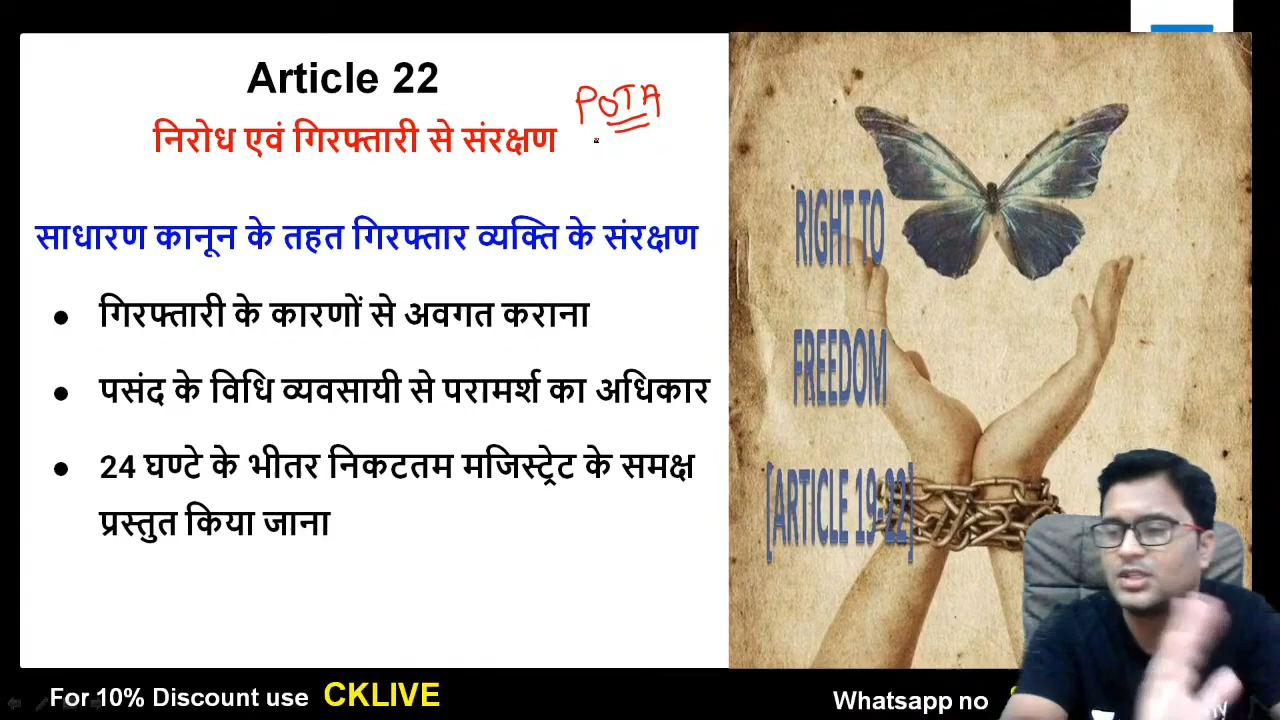 Article 22
POTA
निरोध एवं गिरफ्तारी से संरक्षण
साधारण कानून के तहत गिरफ्तार व्यक्ति के संरक्षण
● गिरफ्तारी के कारणों से अवगत कराना
● पसंद के विधि व्यवसायी से परामर्श का अधिकार
● 24 घण्टे के भीतर निकटतम मजिस्ट्रेट के समक्ष
प्रस्तुत किया जाना
RIGHT TO
FREEDOM
[ARTICLE 19-22]
For 10% Discount use CKLIVE
Whatsapp no